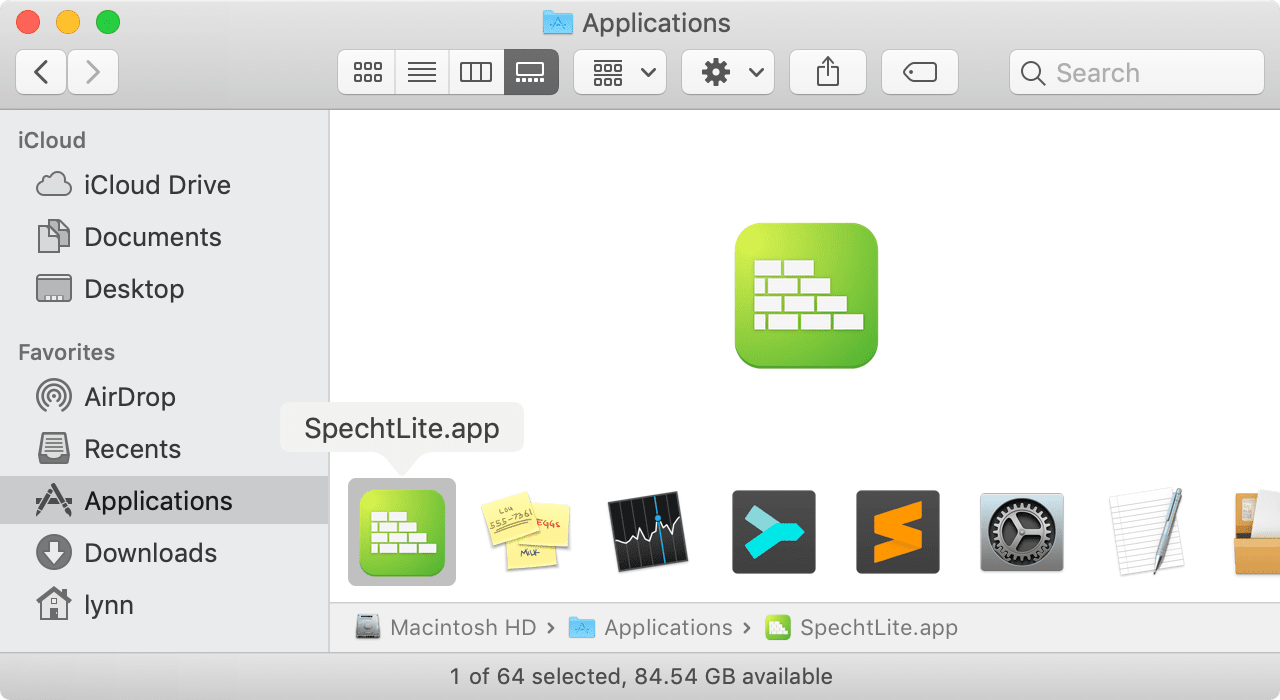 Applications
Search
iCloud
iCloud Drive
Documents
Desktop
Favorites
AirDrop
Recents
Applications
Downloads
lynn
SpechtLite.app
Lou
555-7361
EGGS
MILK
Macintosh HD › Applications › SpechtLite.app
1 of 64 selected, 84.54 GB available